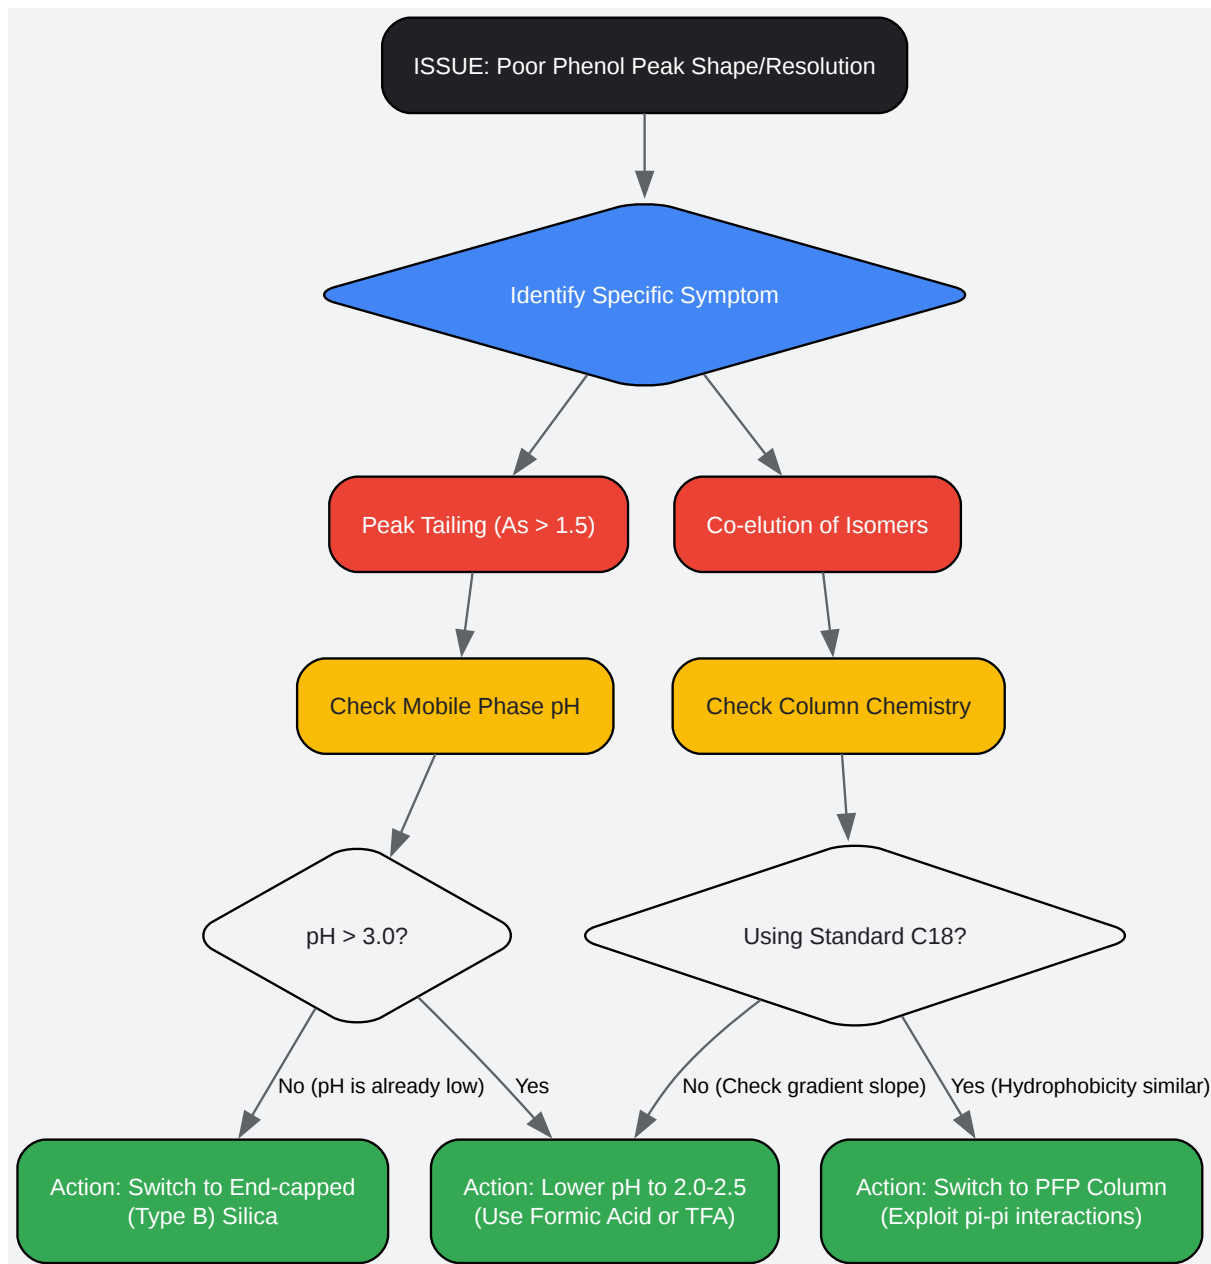 ISSUE: Poor Phenol Peak Shape/Resolution
Identify Specific Symptom
Peak Tailing (As > 1.5)
Co-elution of Isomers
Check Mobile Phase pH
Check Column Chemistry
pH > 3.0?
Using Standard C18?
No (pH is already low)
Yes
No (Check gradient slope)
Yes (Hydrophobicity similar)
Action: Switch to End-capped
(Type B) Silica
Action: Lower pH to 2.0-2.5
(Use Formic Acid or TFA)
Action: Switch to PFP Column
(Exploit pi-pi interactions)